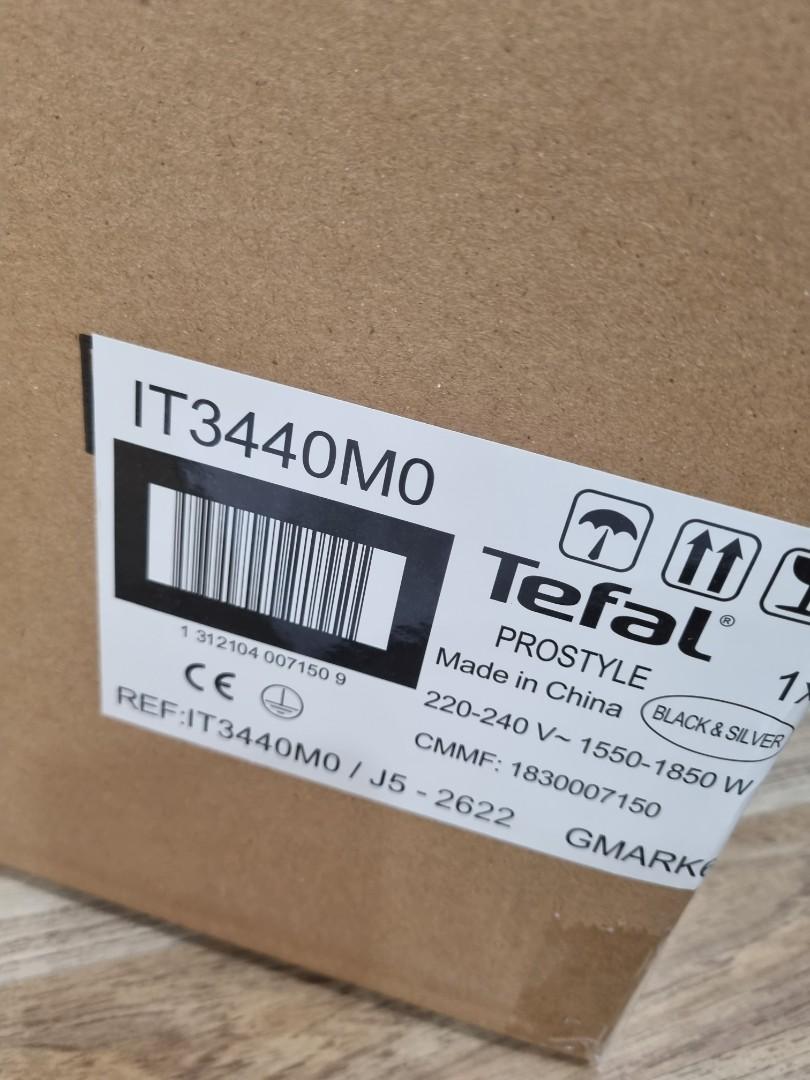 IT3440M0
Tefal®
PROSTYLE
Made in China
BLACK & SILVER
220-240 V~ 1550-1850 W
CMMF: 1830007150
1 312104 007150 9
CE
REF:IT3440M0 / J5 - 2622